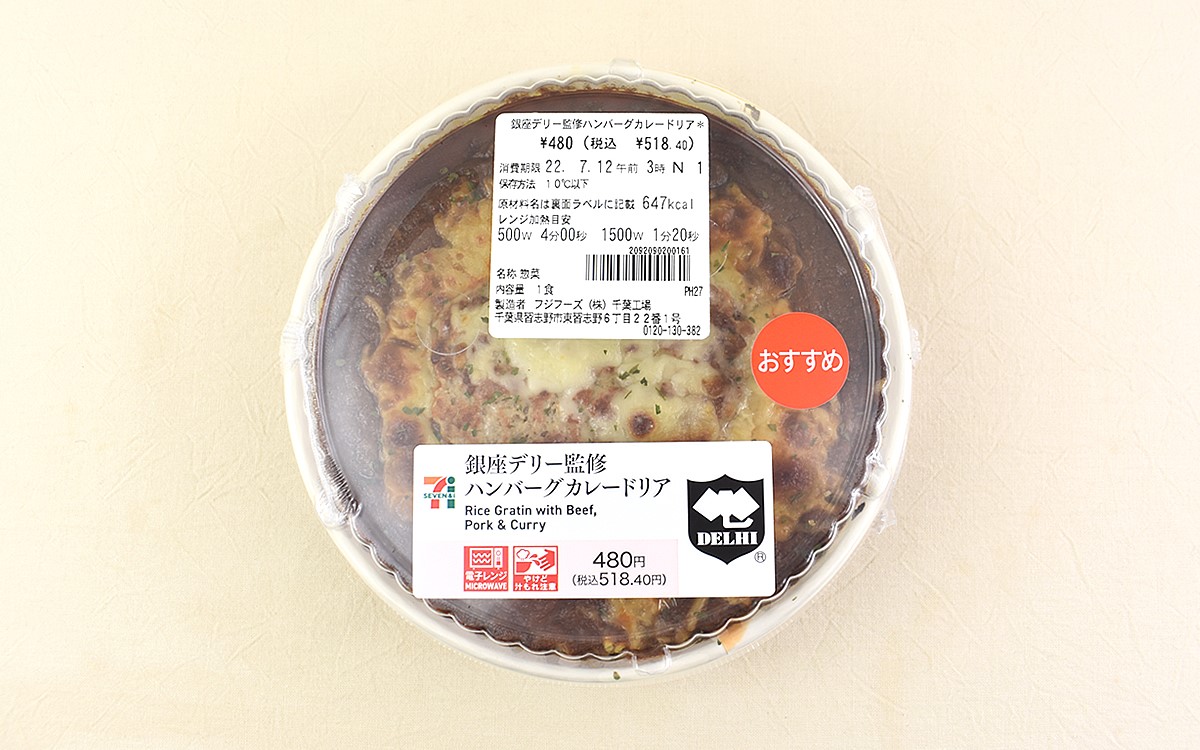 銀座デリー監修ハンバーグカレードリア*
¥480 (税込 ¥518.40)
消費期限 22. 7.12午前 3時 N 1
保存方法 10℃以下
原材料名は裏面ラベルに記載 647kcal
レンジ加熱目安
500W 4分00秒 1500W 1分20秒
2092090200161
名称 惣菜
内容量 1食 PH27
製造者 フジフーズ(株)千葉工場
千葉県習志野市東習志野6丁目22番1号
0120-130-382
おすすめ
SEVEN&i
銀座デリー監修
ハンバーグカレードリア
Rice Gratin with Beef,
Pork & Curry
DELHI
®
電子レンジ
MICROWAVE
やけど
汁もれ注意
480円
(税込518.40円)